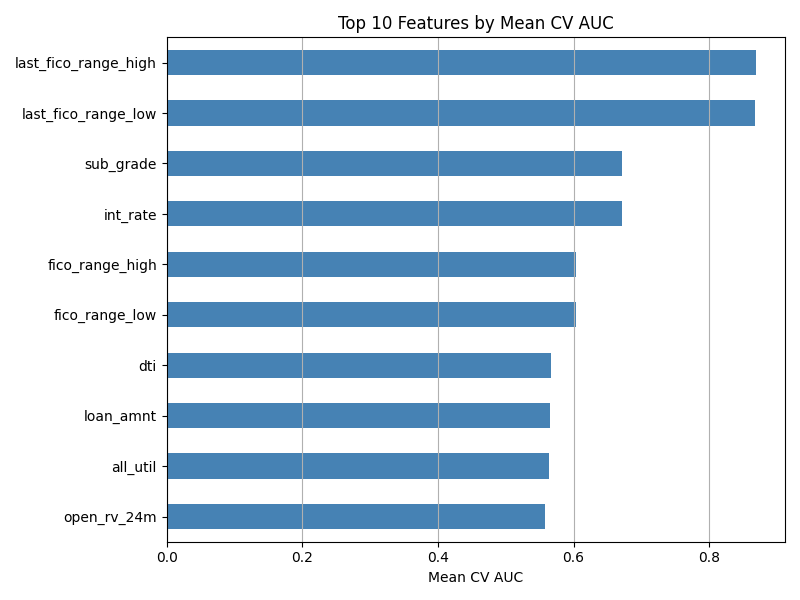 Top 10 Features by Mean CV AUC
last_fico_range_high
last_fico_range_low
sub_grade
int_rate
fico_range_high
fico_range_low
dti
loan_amnt
all_util
open_rv_24m
0.0 0.2 0.4 0.6 0.8
Mean CV AUC